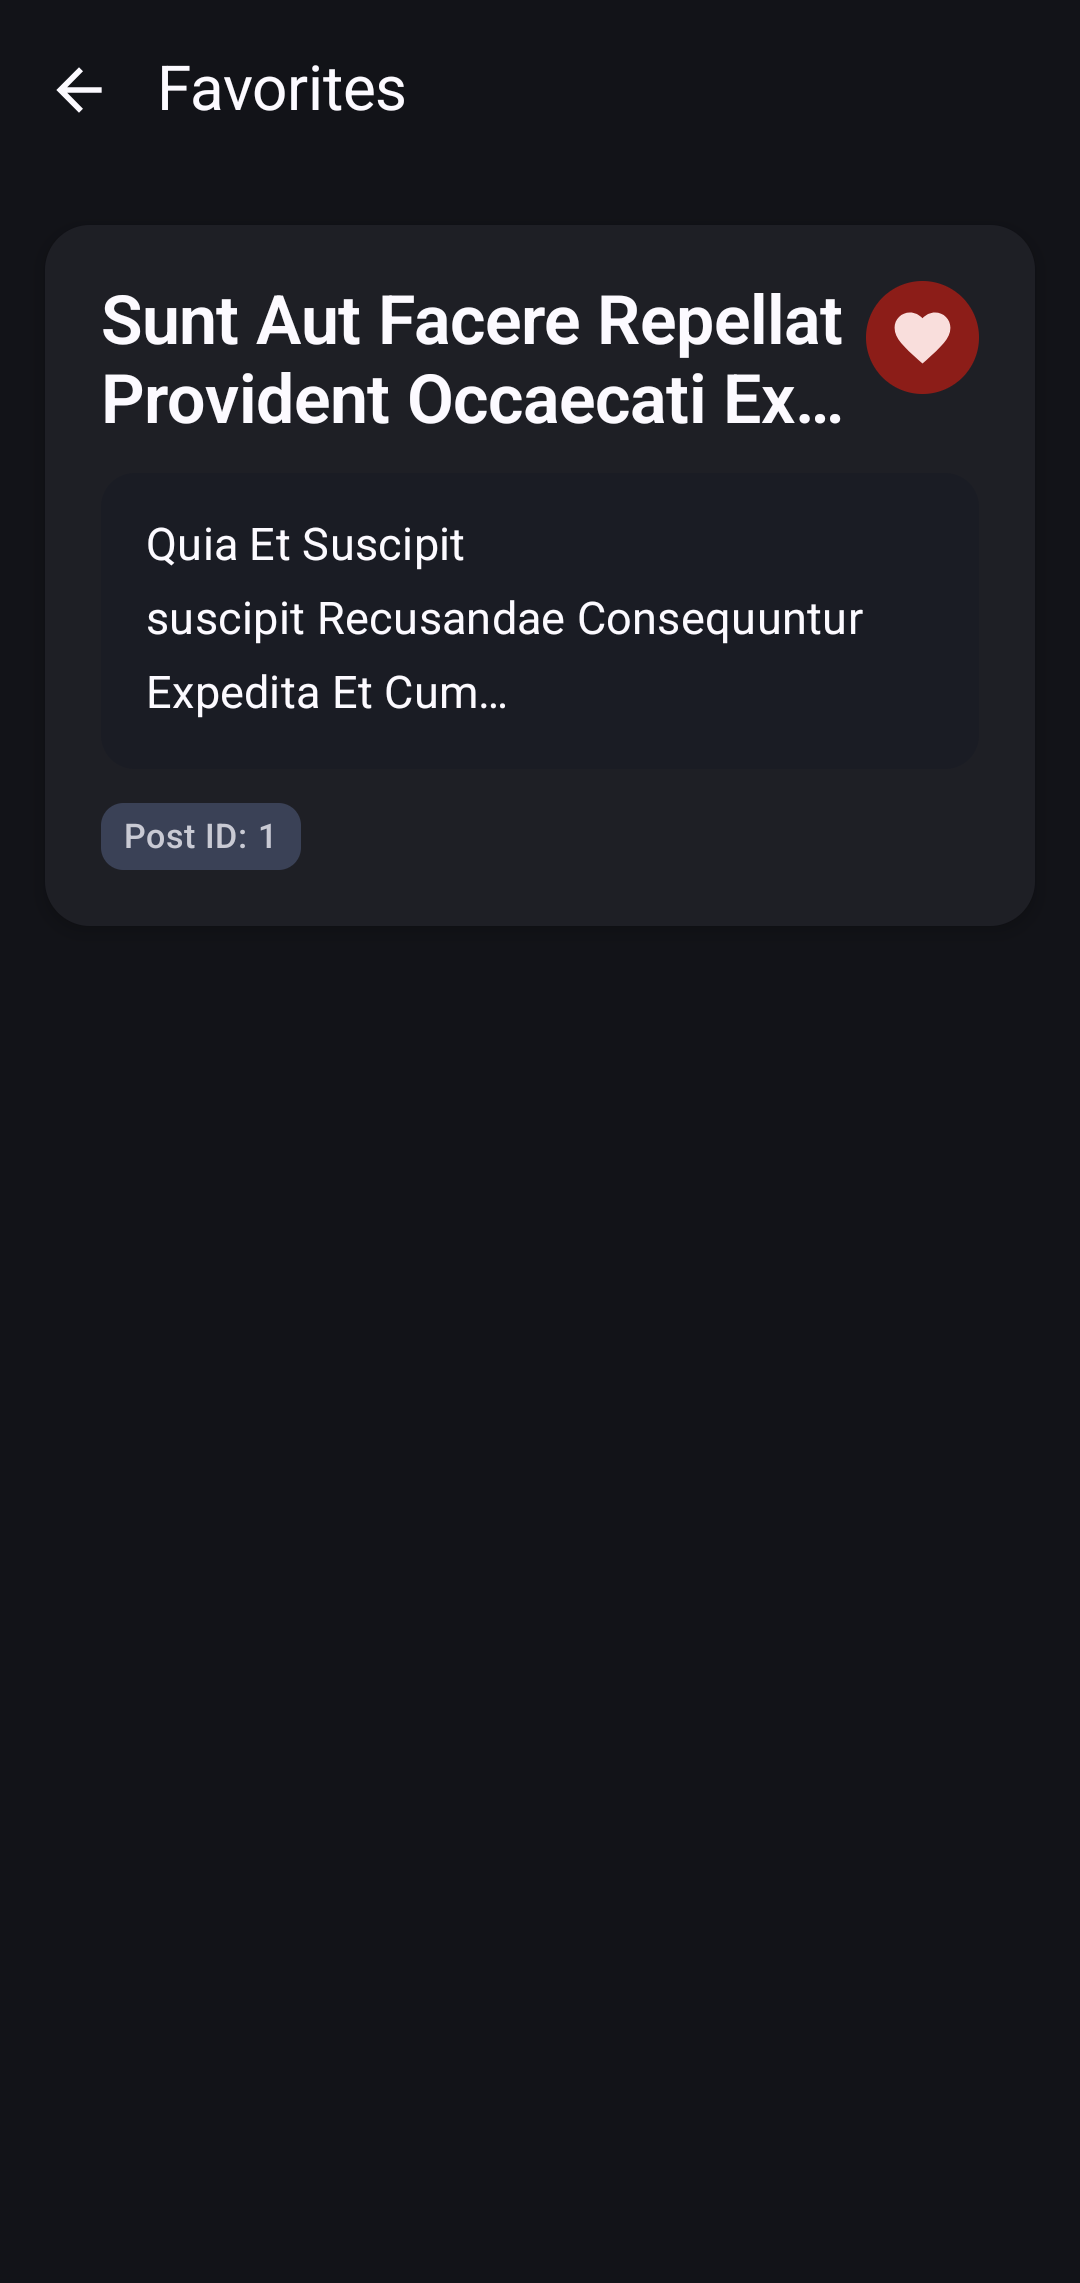 Favorites
Sunt Aut Facere Repellat
Provident Occaecati Ex…
Quia Et Suscipit
suscipit Recusandae Consequuntur
Expedita Et Cum…
Post ID: 1